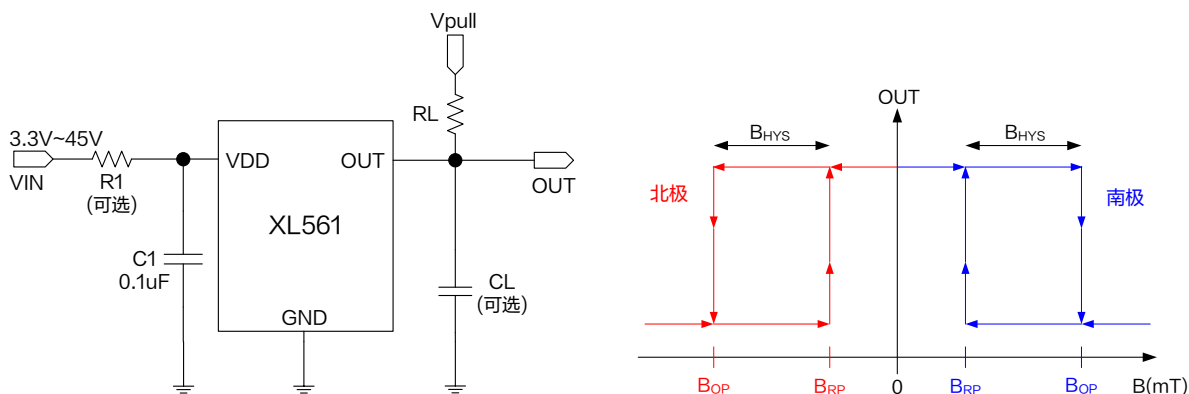 Vpull
RL
3.3V~45V
VIN
R1
(可选)
VDD
OUT
OUT
XL561
C1
0.1uF
CL
(可选)
GND
OUT
BHYS
BHYS
北极
南极
BOP
BRP
0
BRP
BOP
B(mT)